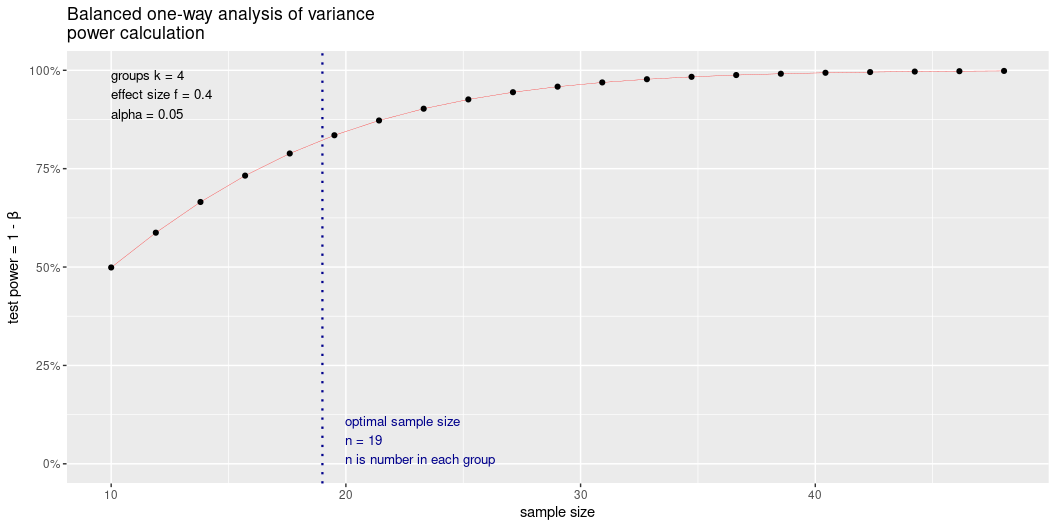 Balanced one-way analysis of variance
power calculation
groups k = 4
effect size f = 0.4
alpha = 0.05
100%
75%
50%
25%
0%
test power = 1 - β
optimal sample size
n = 19
n is number in each group
10
20
30
40
sample size